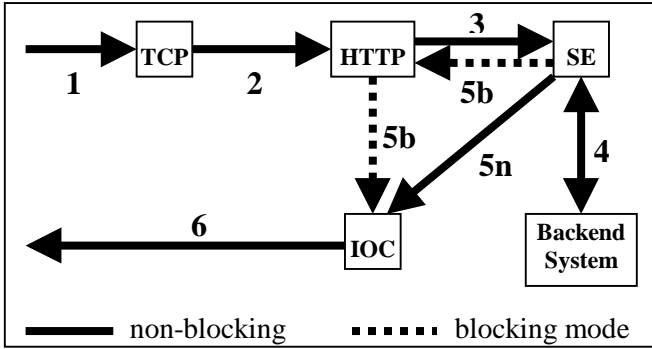 3
TCP
HTTP
SE
1
2
5b
5b
5n
4
6
IOC
Backend
System
non-blocking
blocking mode